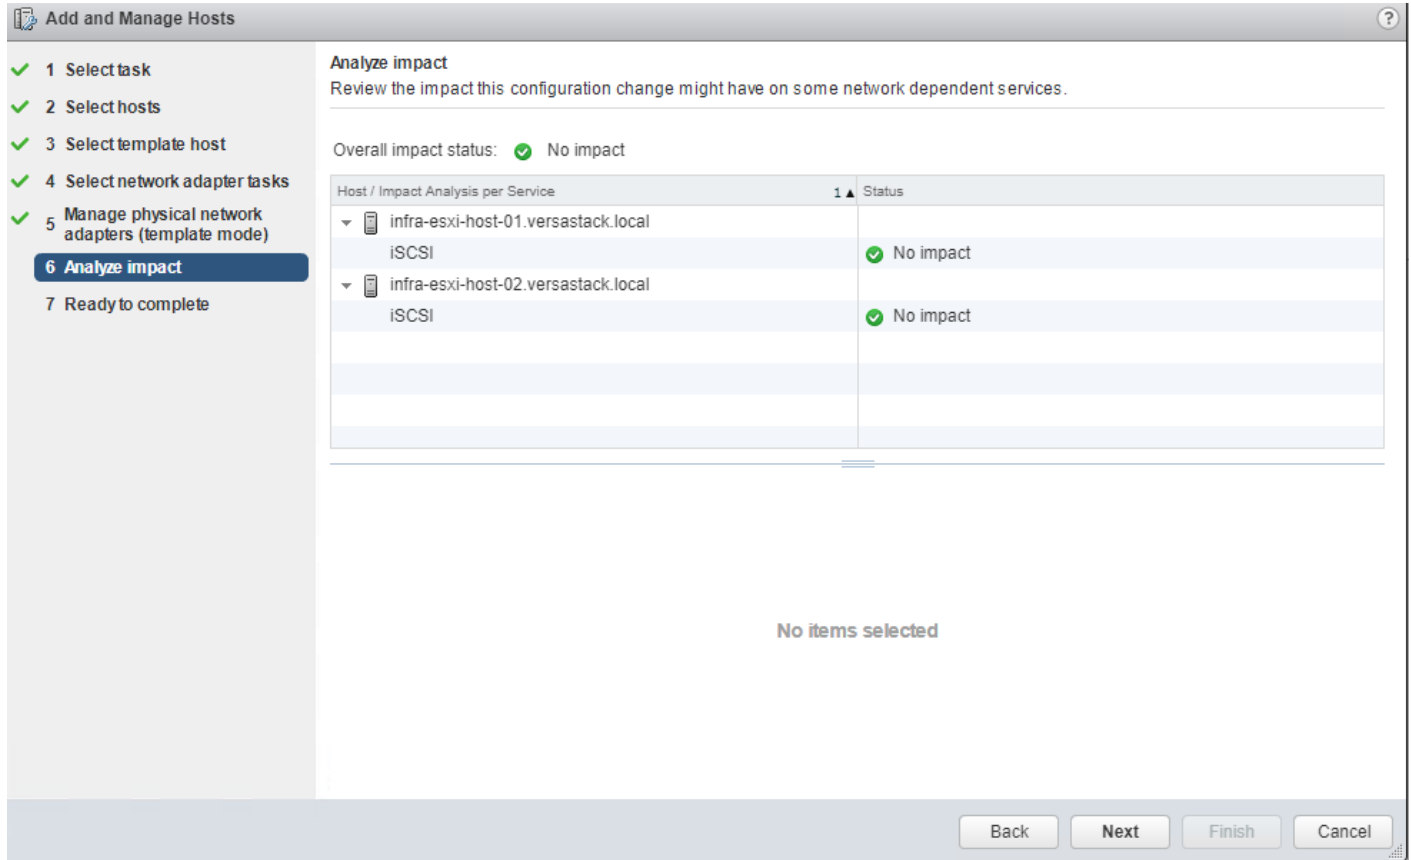 Add and Manage Hosts
?
1 Select task
2 Select hosts
3 Select template host
4 Select network adapter tasks
5 Manage physical network
adapters (template mode)
6 Analyze impact
7 Ready to complete
Analyze impact
Review the impact this configuration change might have on some network dependent services.
Overall impact status: No impact
Host / Impact Analysis per Service 1 ▲ Status
infra-esxi-host-01.versastack.local
iSCSI No impact
infra-esxi-host-02.versastack.local
iSCSI No impact
No items selected
Back Next Finish Cancel